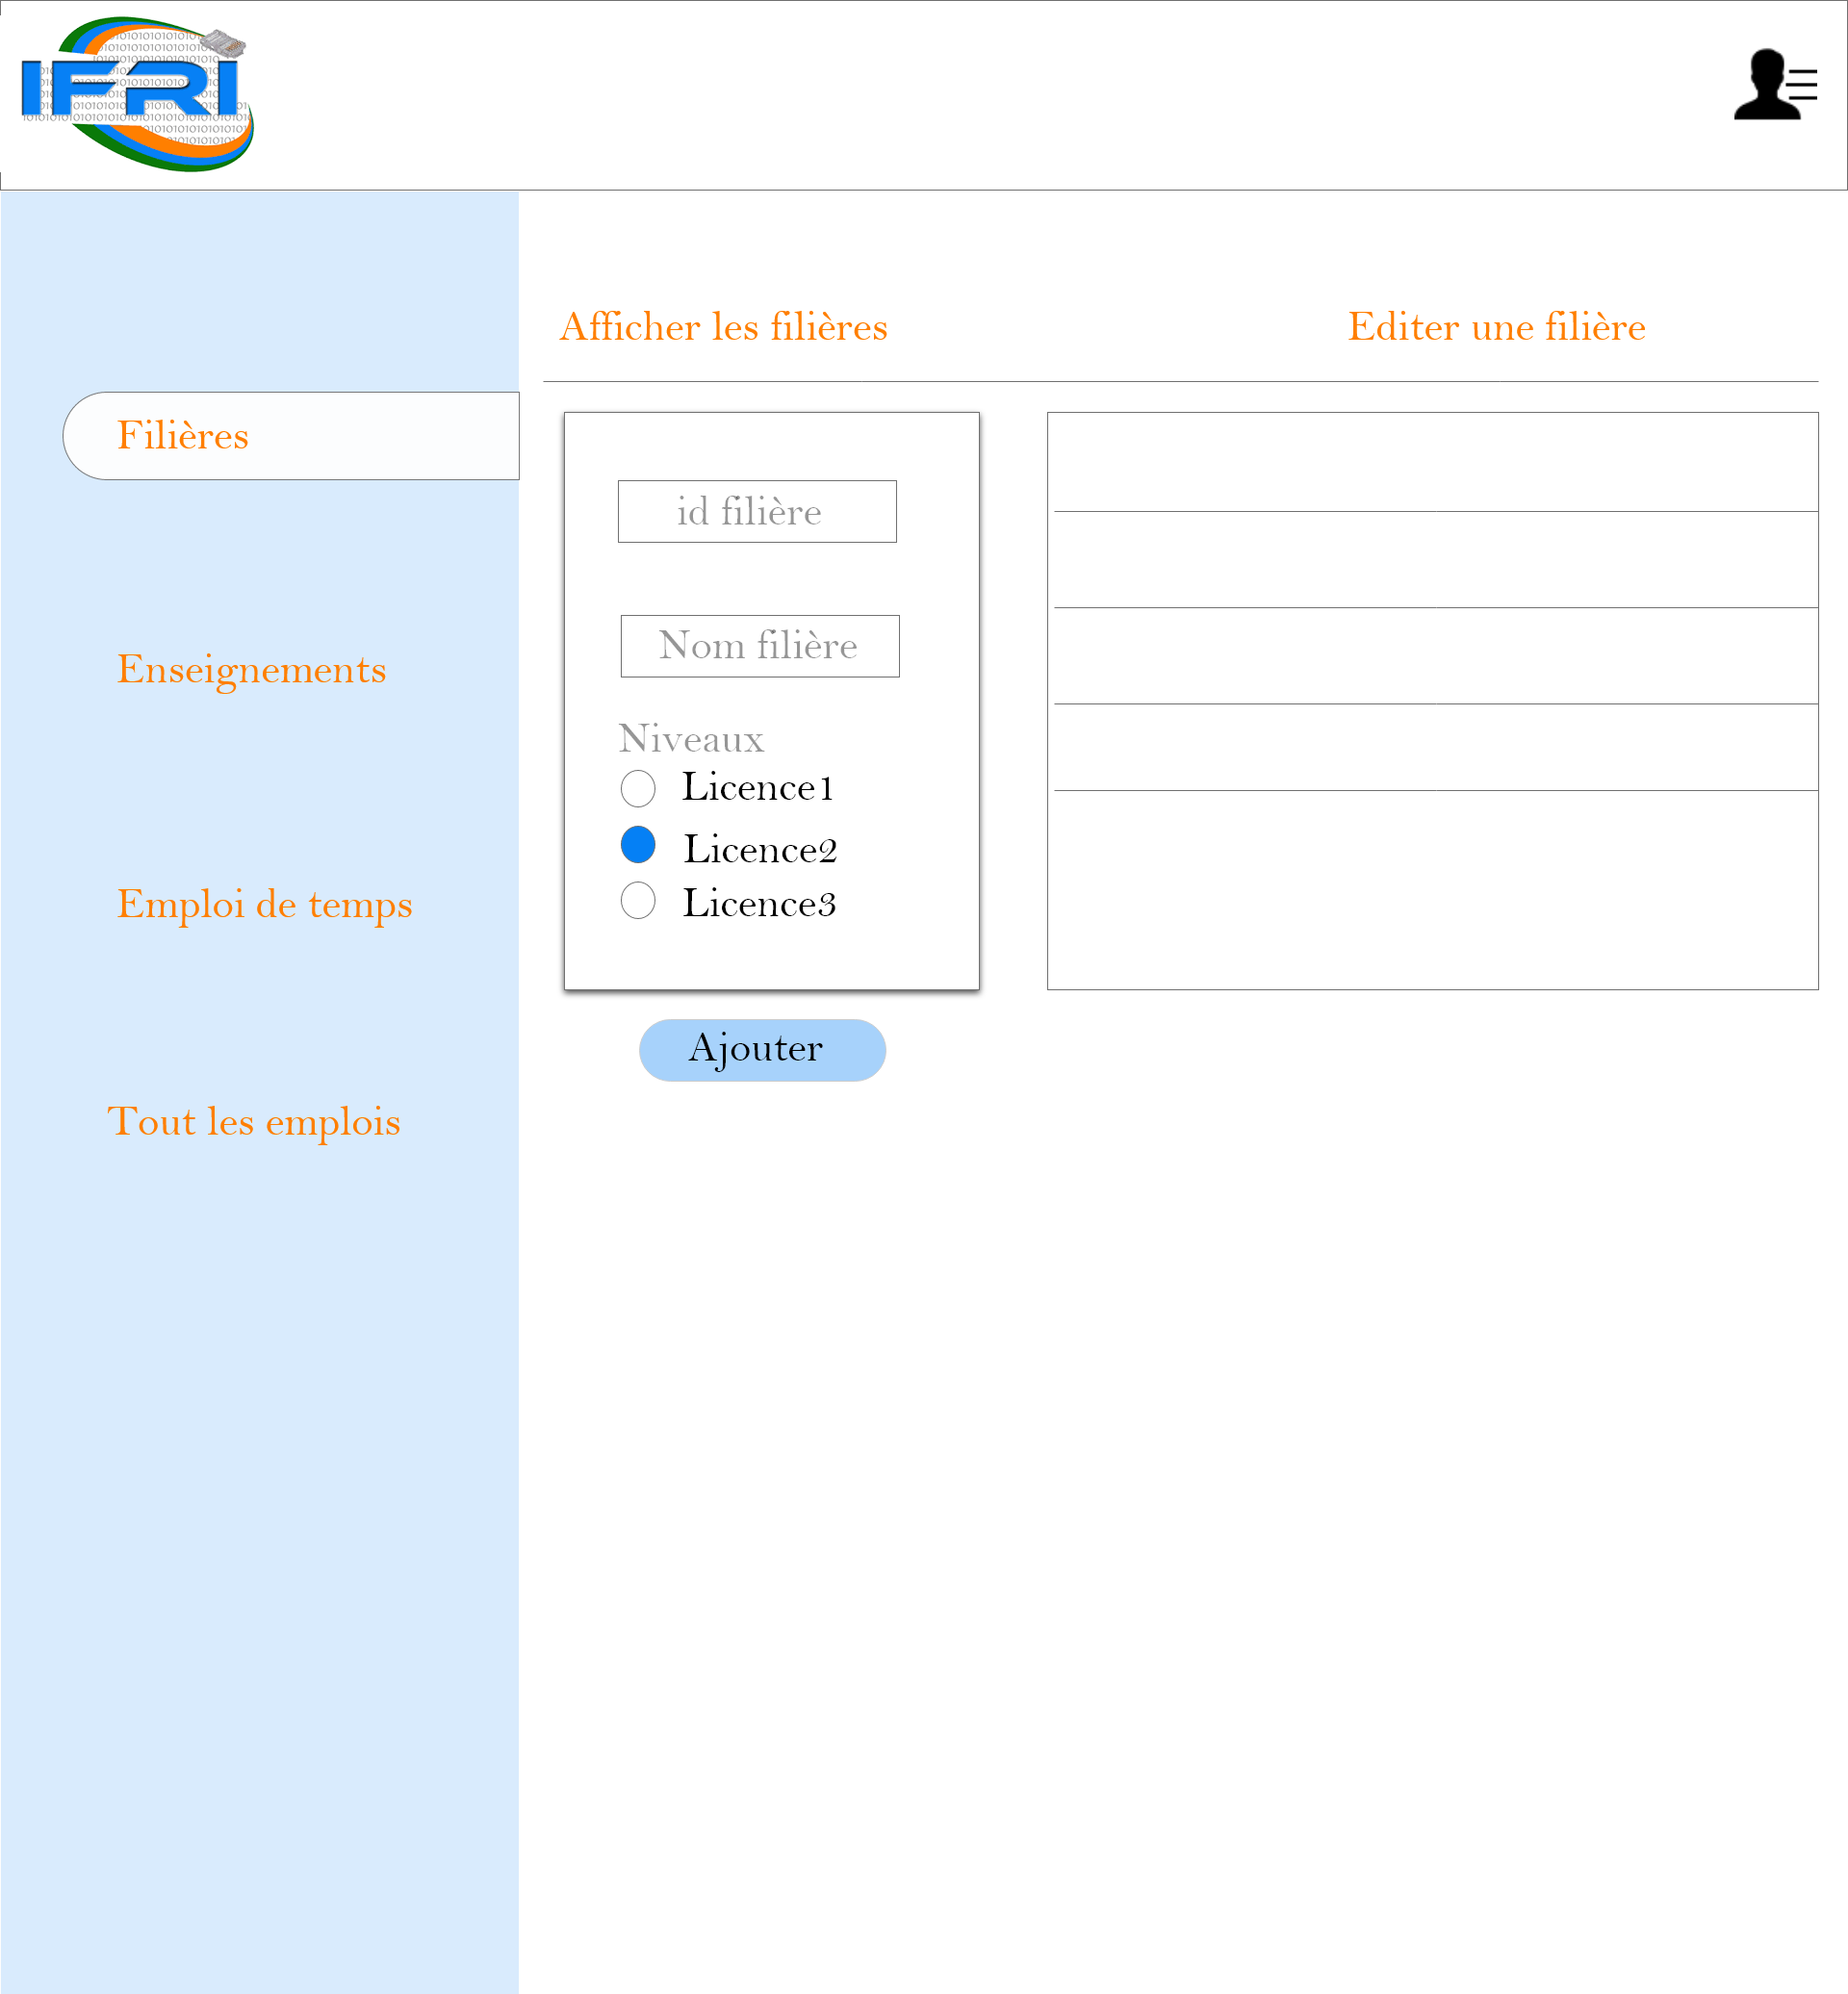 IFRI
Afficher les filières
Editer une filière
Filières
id filière
Nom filière
Enseignements
Niveaux
Licence1
Licence2
Licence3
Emploi de temps
Ajouter
Tout les emplois